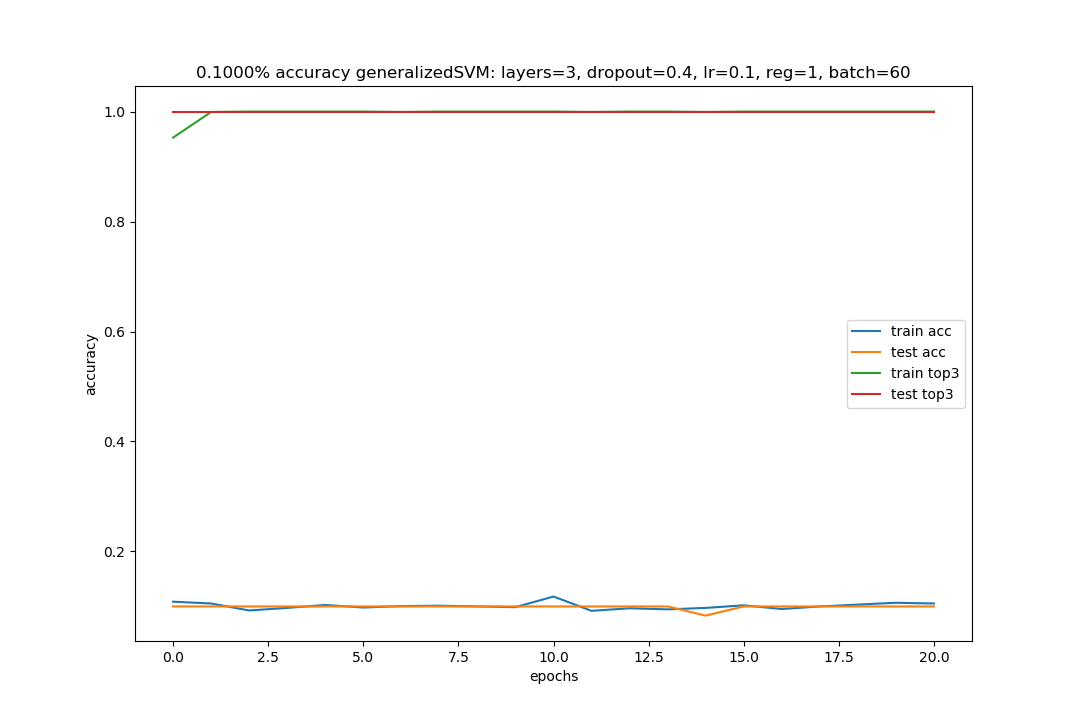 0.1000% accuracy generalizedSVM: layers=3, dropout=0.4, lr=0.1, reg=1, batch=60
1.0
0.8
0.6
0.4
0.2
accuracy
train acc
test acc
train top3
test top3
0.0 2.5 5.0 7.5 10.0 12.5 15.0 17.5 20.0
epochs